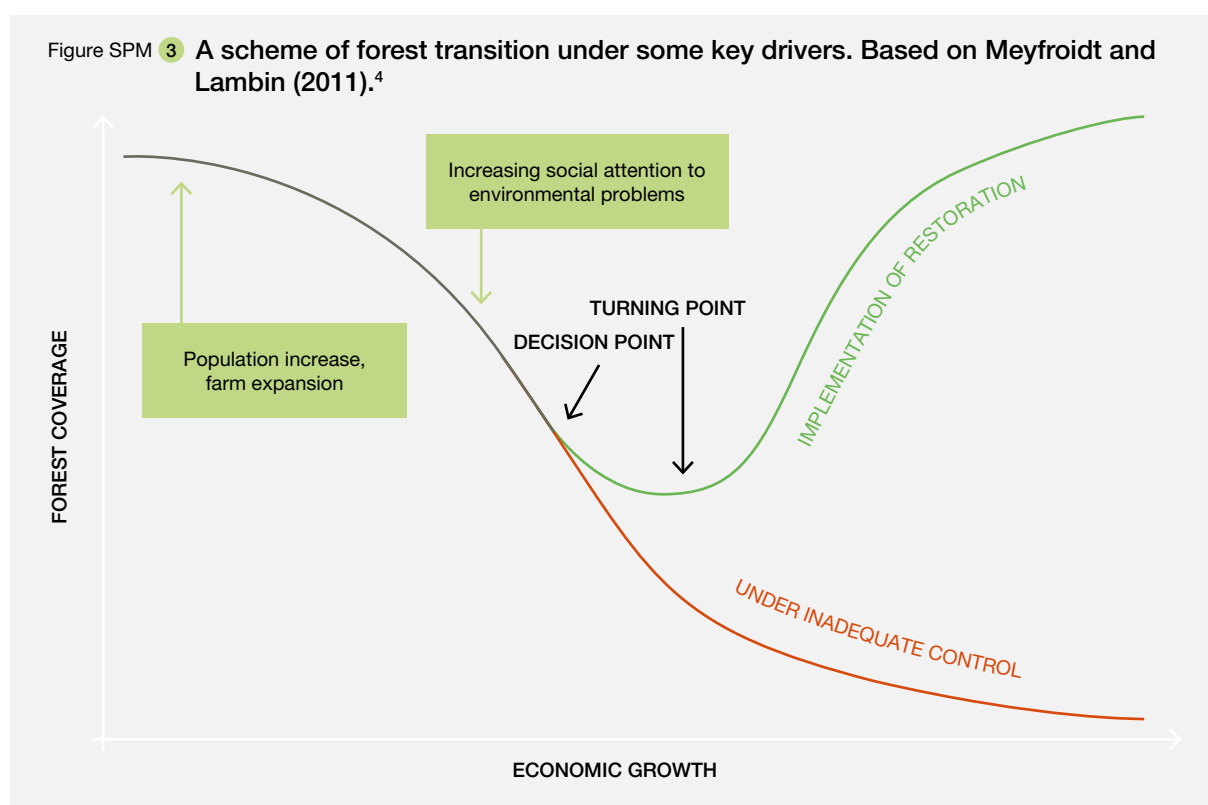 Figure SPM 3 A scheme of forest transition under some key drivers. Based on Meyfroidt and
Lambin (2011).4
Increasing social attention to
environmental problems
TURNING POINT
DECISION POINT
Population increase,
farm expansion
IMPLEMENTATION OF RESTORATION
UNDER INADEQUATE CONTROL
FOREST COVERAGE
ECONOMIC GROWTH